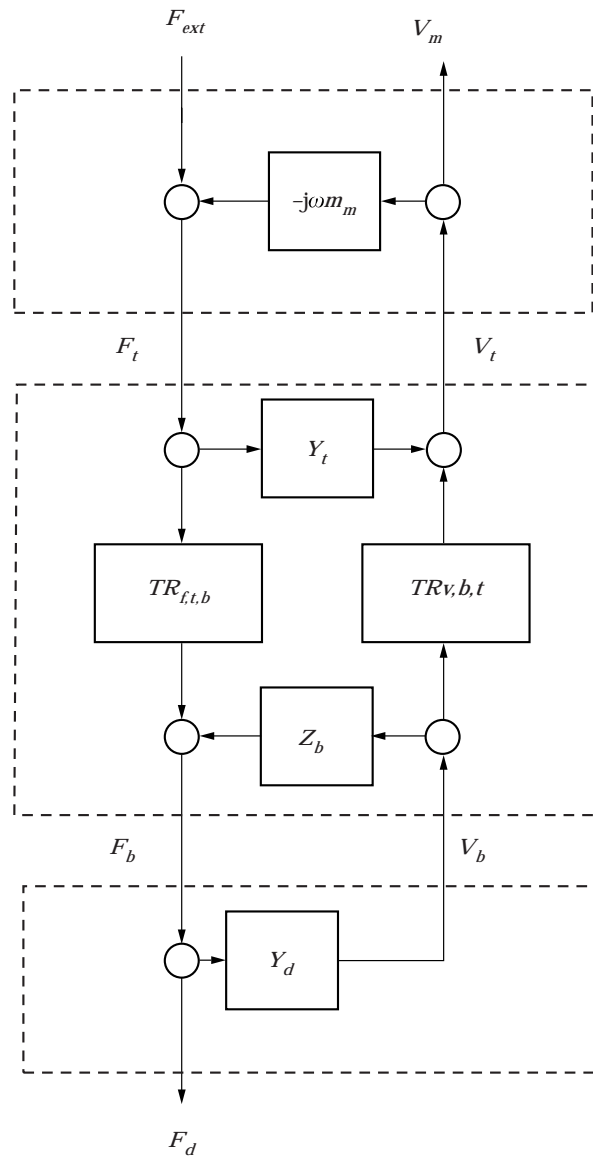 F_ext V_m
–jωm_m
F_t V_t
Y_t
TR_f,t,b TRv,b,t
Z_b
F_b V_b
Y_d
F_d